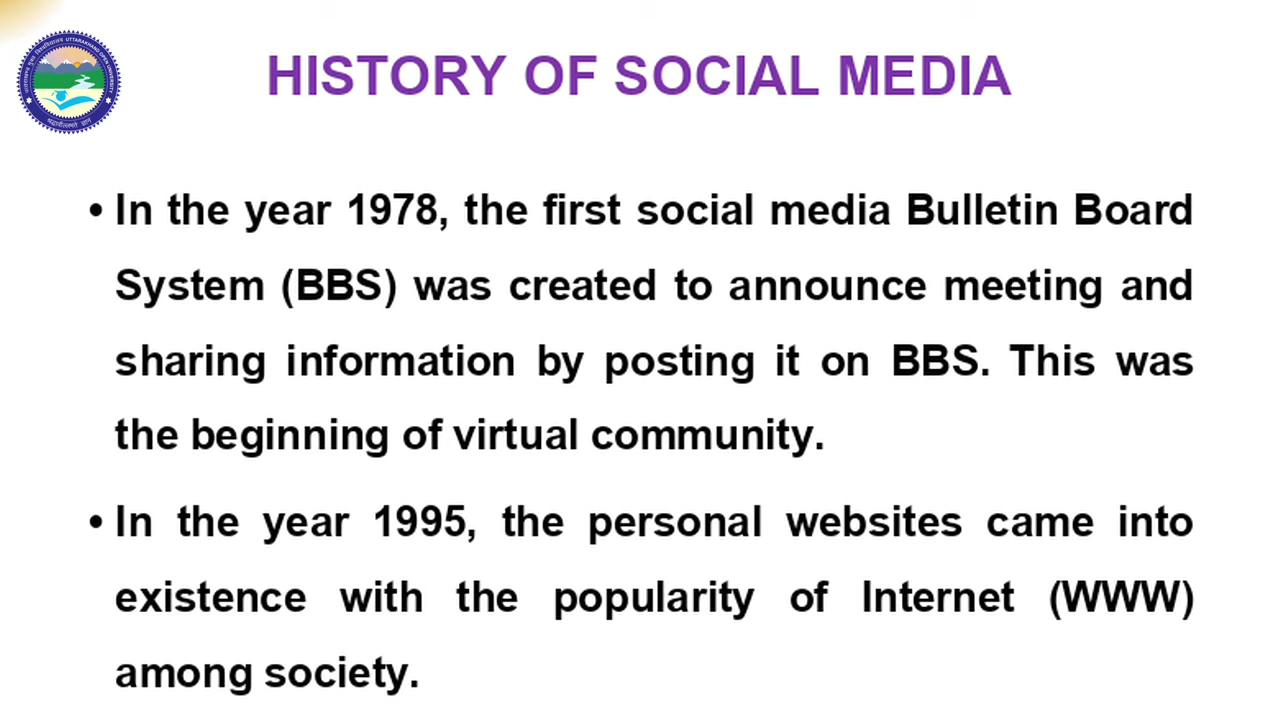 UTTARAKHAND OPEN
HISTORY OF SOCIAL MEDIA
• In the year 1978, the first social media Bulletin Board
System (BBS) was created to announce meeting and
sharing information by posting it on BBS. This was
the beginning of virtual community.
• In the year 1995, the personal websites came into
existence with the popularity of Internet (WWW)
among society.